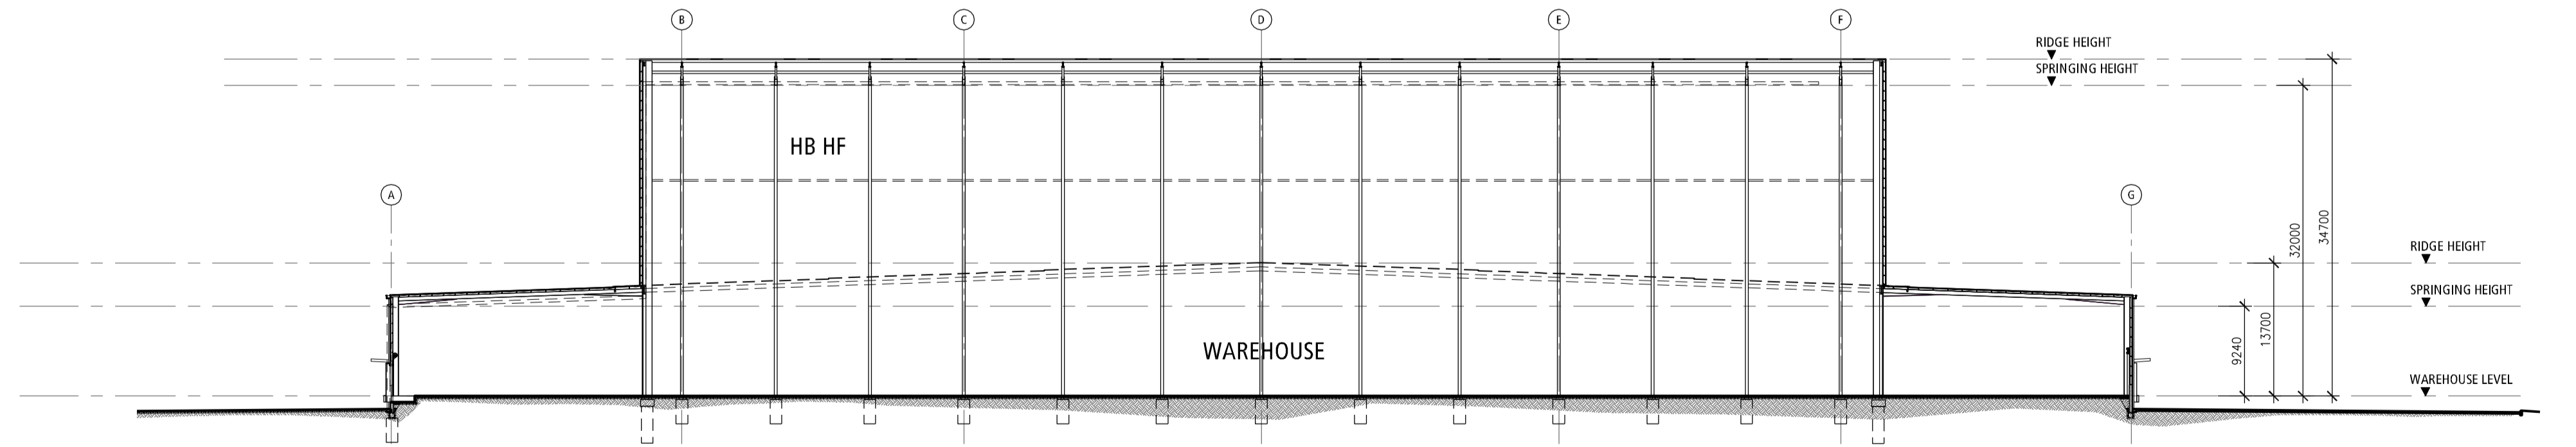 B
C
D
E
F
RIDGE HEIGHT
SPRINGING HEIGHT
HB HF
A
G
34700
32000
RIDGE HEIGHT
SPRINGING HEIGHT
13700
9240
WAREHOUSE
WAREHOUSE LEVEL